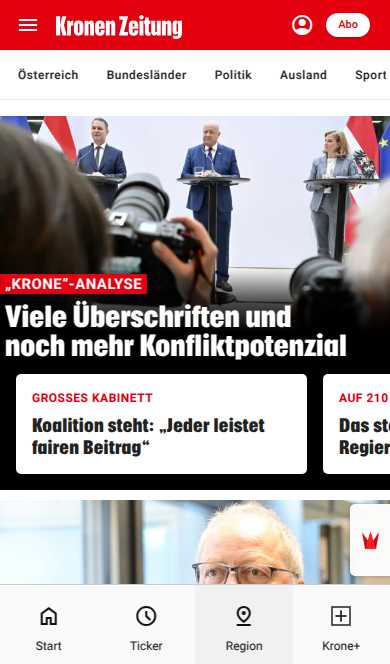 Kronen Zeitung
Abo
Österreich Bundesländer Politik Ausland Sport
„KRONE“-ANALYSE
Viele Überschriften und
noch mehr Konfliktpotenzial
GROSSES KABINETT
Koalition steht: „Jeder leistet
fairen Beitrag“
AUF 210
Das
Regier
Start Ticker Region Krone+